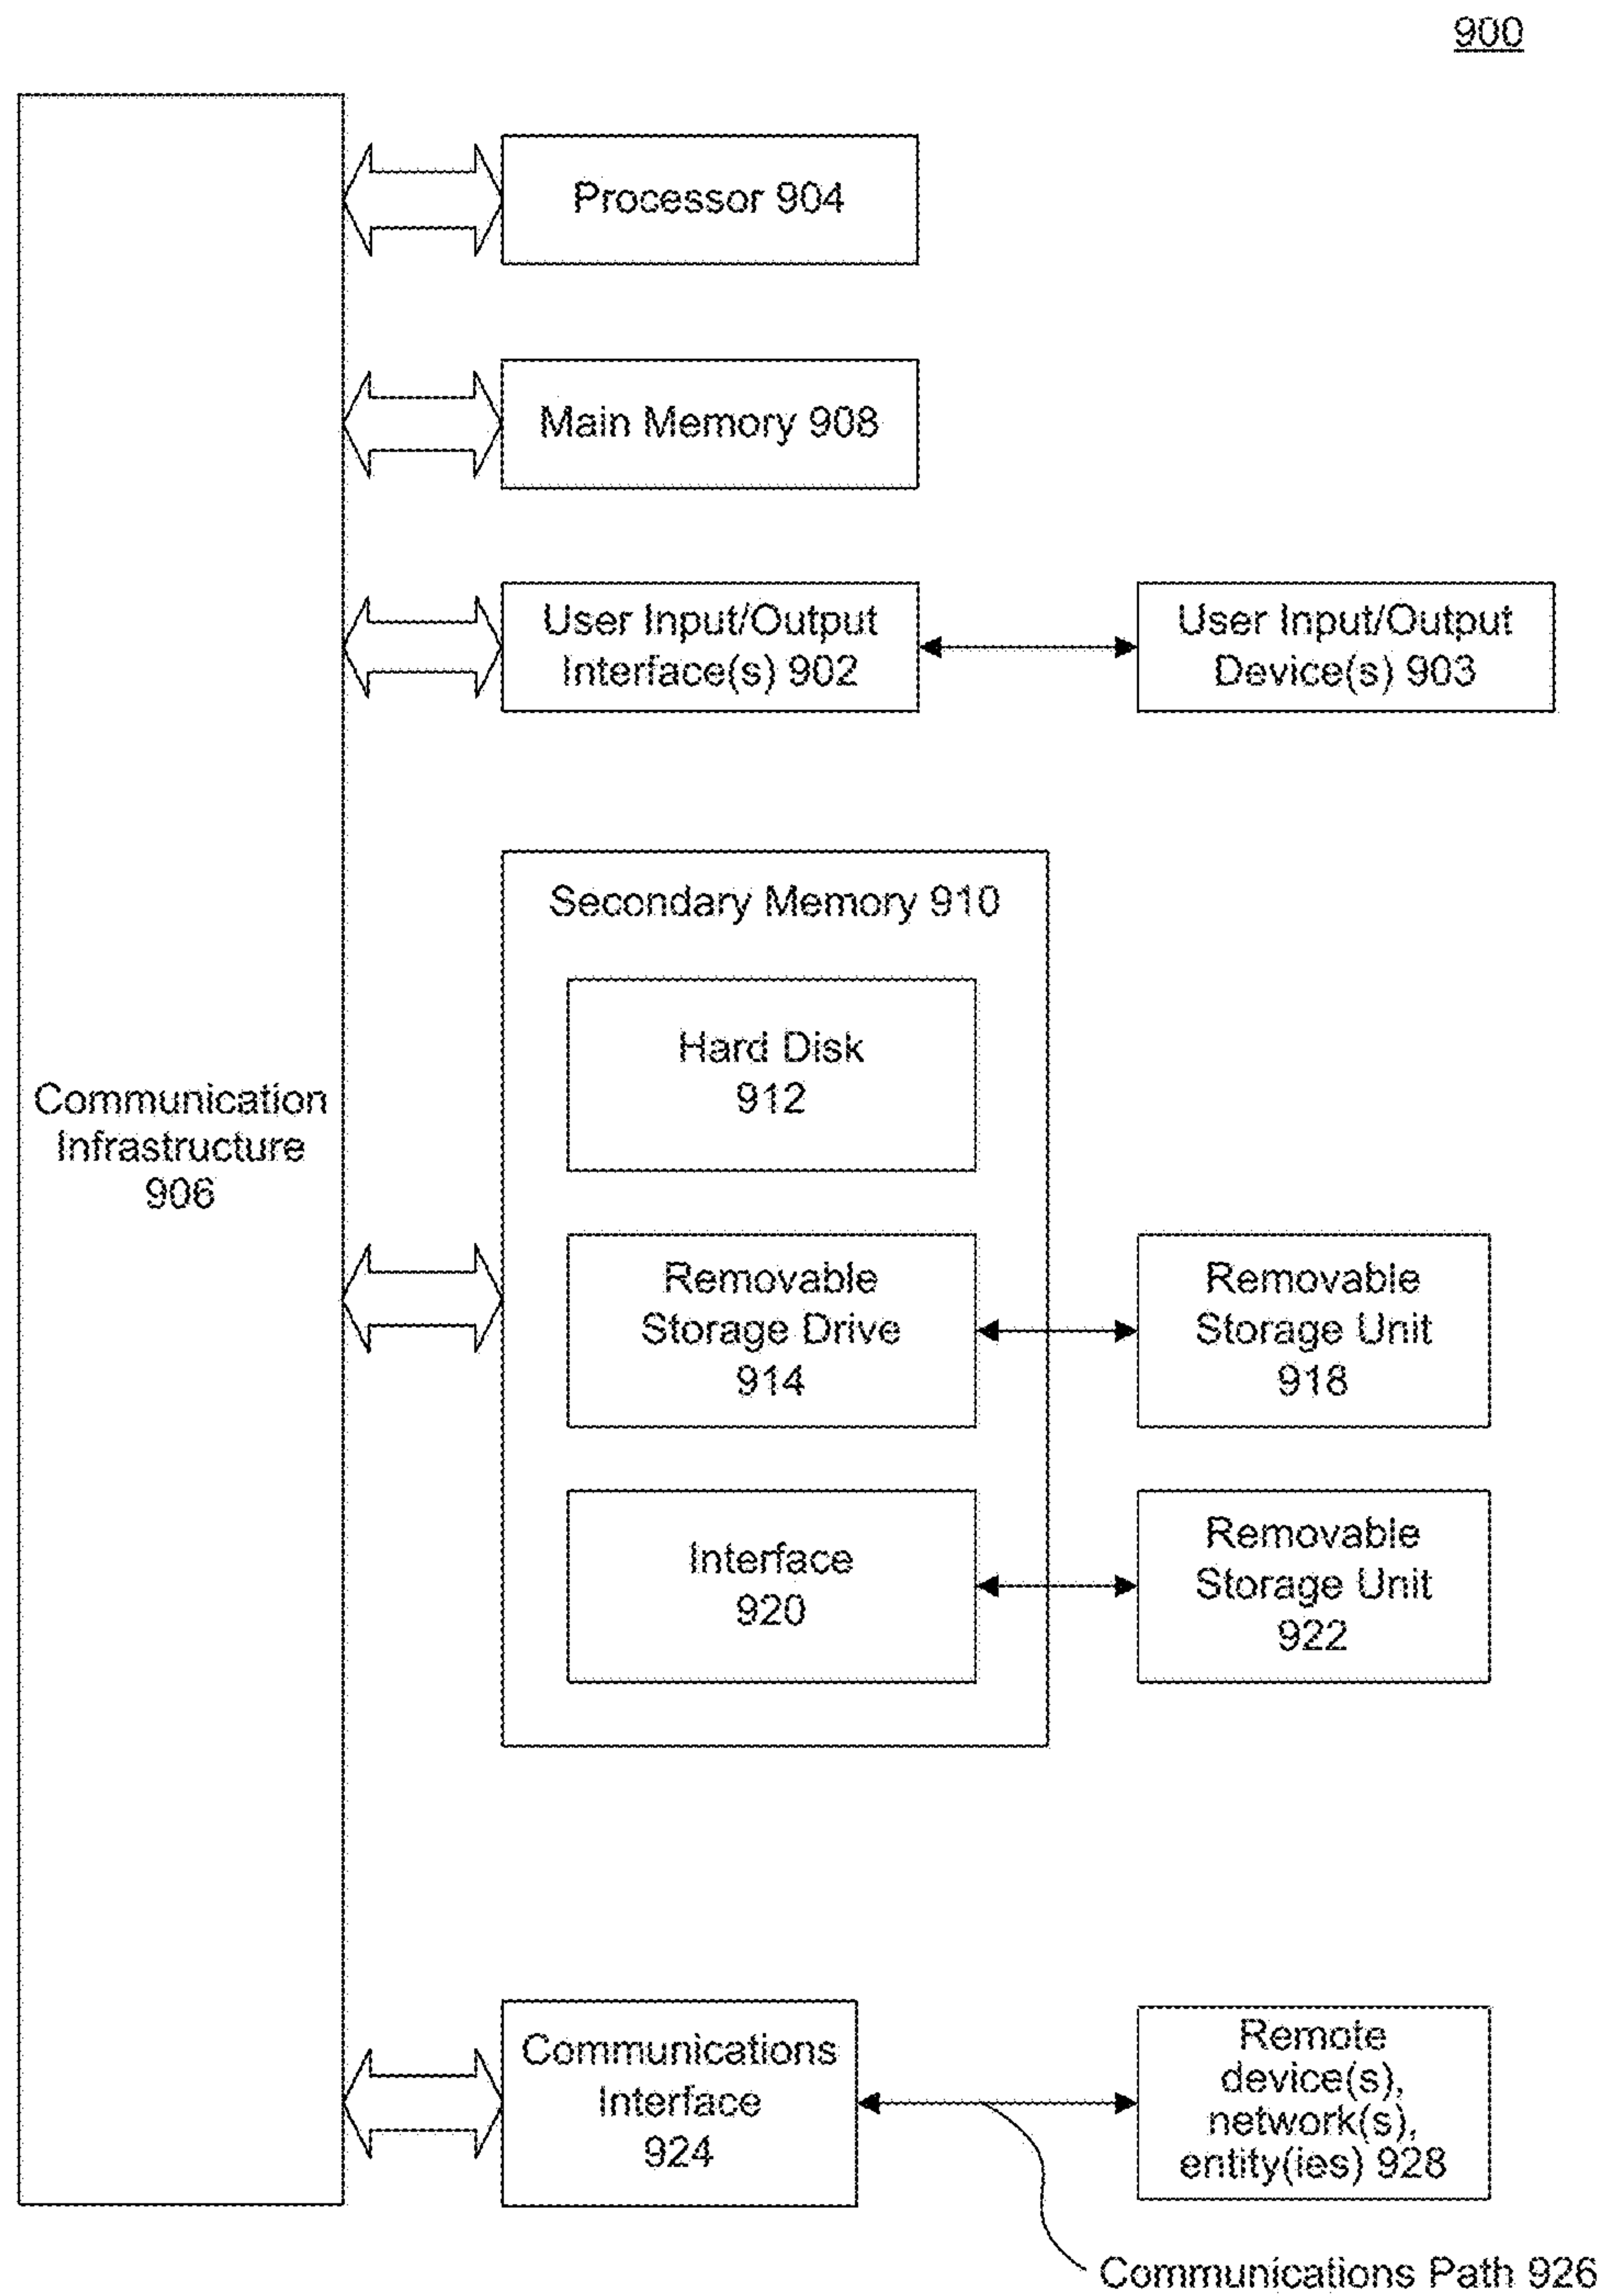 900
Processor 904
Main Memory 908
User Input/Output
Interface(s) 902
User Input/Output
Device(s) 903
Secondary Memory 910
Hard Disk
912
Communication
Infrastructure
906
Removable
Storage Drive
914
Removable
Storage Unit
918
Interface
920
Removable
Storage Unit
922
Communications
Interface
924
Remote
device(s),
network(s),
entity(ies) 928
Communications Path 926